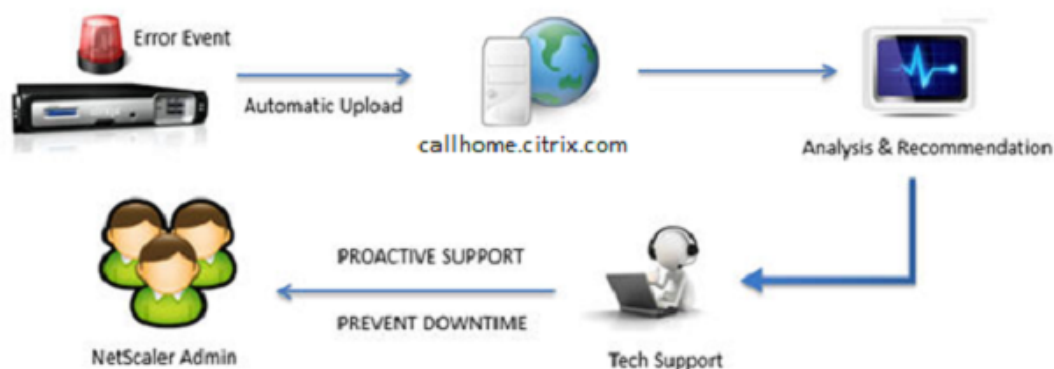 Error Event
Automatic Upload
callhome.citrix.com
Analysis & Recommendation
PROACTIVE SUPPORT
PREVENT DOWNTIME
NetScaler Admin
Tech Support